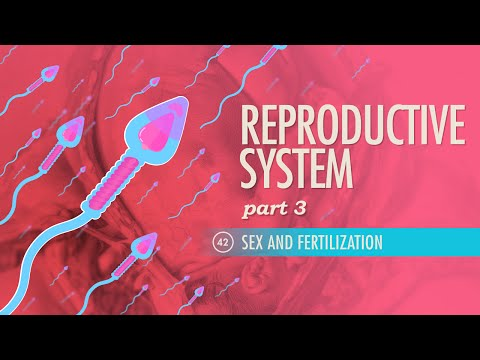 REPRODUCTIVE
SYSTEM
part 3
42 SEX AND FERTILIZATION